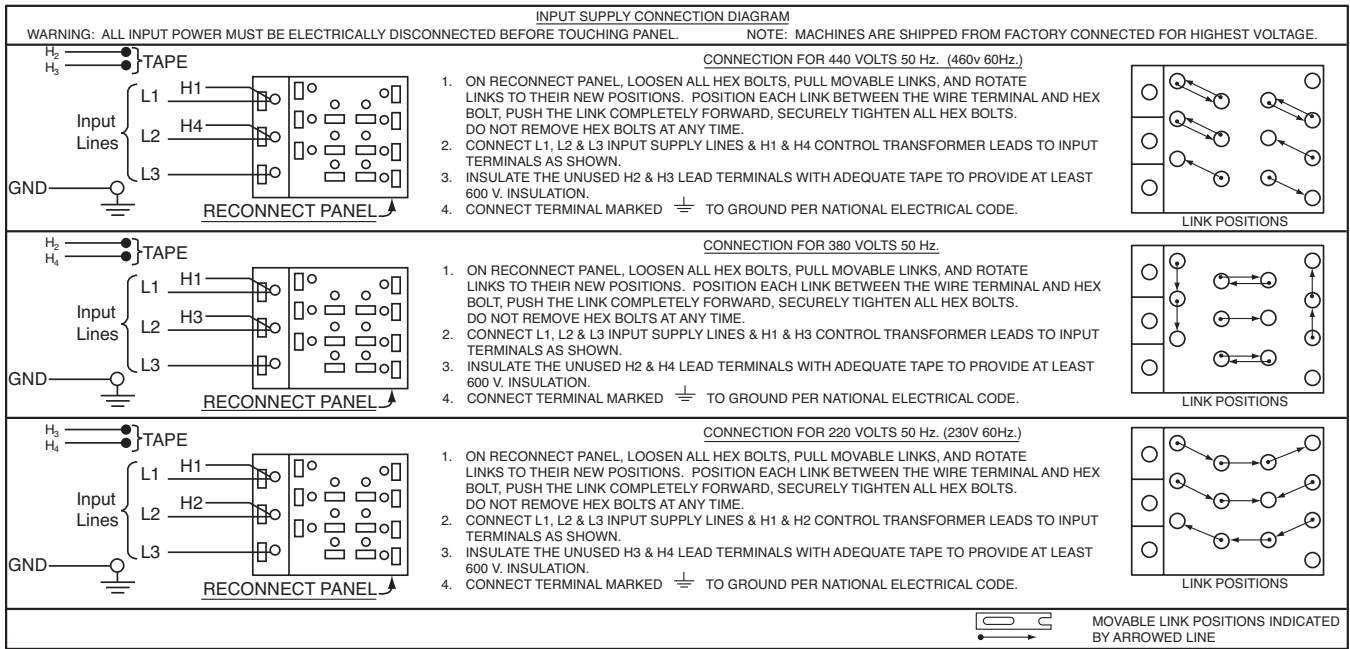 INPUT SUPPLY CONNECTION DIAGRAM
WARNING: ALL INPUT POWER MUST BE ELECTRICALLY DISCONNECTED BEFORE TOUCHING PANEL. NOTE: MACHINES ARE SHIPPED FROM FACTORY CONNECTED FOR HIGHEST VOLTAGE.
H2
H3
TAPE
L1
H1
Input
Lines
L2
H4
L3
GND
RECONNECT PANEL
CONNECTION FOR 440 VOLTS 50 Hz. (460v 60Hz.)
1. ON RECONNECT PANEL, LOOSEN ALL HEX BOLTS, PULL MOVABLE LINKS, AND ROTATE
LINKS TO THEIR NEW POSITIONS. POSITION EACH LINK BETWEEN THE WIRE TERMINAL AND HEX
BOLT, PUSH THE LINK COMPLETELY FORWARD, SECURELY TIGHTEN ALL HEX BOLTS.
DO NOT REMOVE HEX BOLTS AT ANY TIME.
2. CONNECT L1, L2 & L3 INPUT SUPPLY LINES & H1 & H4 CONTROL TRANSFORMER LEADS TO INPUT
TERMINALS AS SHOWN.
3. INSULATE THE UNUSED H2 & H3 LEAD TERMINALS WITH ADEQUATE TAPE TO PROVIDE AT LEAST
600 V. INSULATION.
4. CONNECT TERMINAL MARKED TO GROUND PER NATIONAL ELECTRICAL CODE.
LINK POSITIONS
H2
H4
TAPE
L1
H1
Input
Lines
L2
H3
L3
GND
RECONNECT PANEL
CONNECTION FOR 380 VOLTS 50 Hz.
1. ON RECONNECT PANEL, LOOSEN ALL HEX BOLTS, PULL MOVABLE LINKS, AND ROTATE
LINKS TO THEIR NEW POSITIONS. POSITION EACH LINK BETWEEN THE WIRE TERMINAL AND HEX
BOLT, PUSH THE LINK COMPLETELY FORWARD, SECURELY TIGHTEN ALL HEX BOLTS.
DO NOT REMOVE HEX BOLTS AT ANY TIME.
2. CONNECT L1, L2 & L3 INPUT SUPPLY LINES & H1 & H3 CONTROL TRANSFORMER LEADS TO INPUT
TERMINALS AS SHOWN.
3. INSULATE THE UNUSED H2 & H4 LEAD TERMINALS WITH ADEQUATE TAPE TO PROVIDE AT LEAST
600 V. INSULATION.
4. CONNECT TERMINAL MARKED TO GROUND PER NATIONAL ELECTRICAL CODE.
LINK POSITIONS
H3
H4
TAPE
L1
H1
Input
Lines
L2
H2
L3
GND
RECONNECT PANEL
CONNECTION FOR 220 VOLTS 50 Hz. (230V 60Hz.)
1. ON RECONNECT PANEL, LOOSEN ALL HEX BOLTS, PULL MOVABLE LINKS, AND ROTATE
LINKS TO THEIR NEW POSITIONS. POSITION EACH LINK BETWEEN THE WIRE TERMINAL AND HEX
BOLT, PUSH THE LINK COMPLETELY FORWARD, SECURELY TIGHTEN ALL HEX BOLTS.
DO NOT REMOVE HEX BOLTS AT ANY TIME.
2. CONNECT L1, L2 & L3 INPUT SUPPLY LINES & H1 & H2 CONTROL TRANSFORMER LEADS TO INPUT
TERMINALS AS SHOWN.
3. INSULATE THE UNUSED H3 & H4 LEAD TERMINALS WITH ADEQUATE TAPE TO PROVIDE AT LEAST
600 V. INSULATION.
4. CONNECT TERMINAL MARKED TO GROUND PER NATIONAL ELECTRICAL CODE.
LINK POSITIONS
MOVABLE LINK POSITIONS INDICATED
BY ARROWED LINE